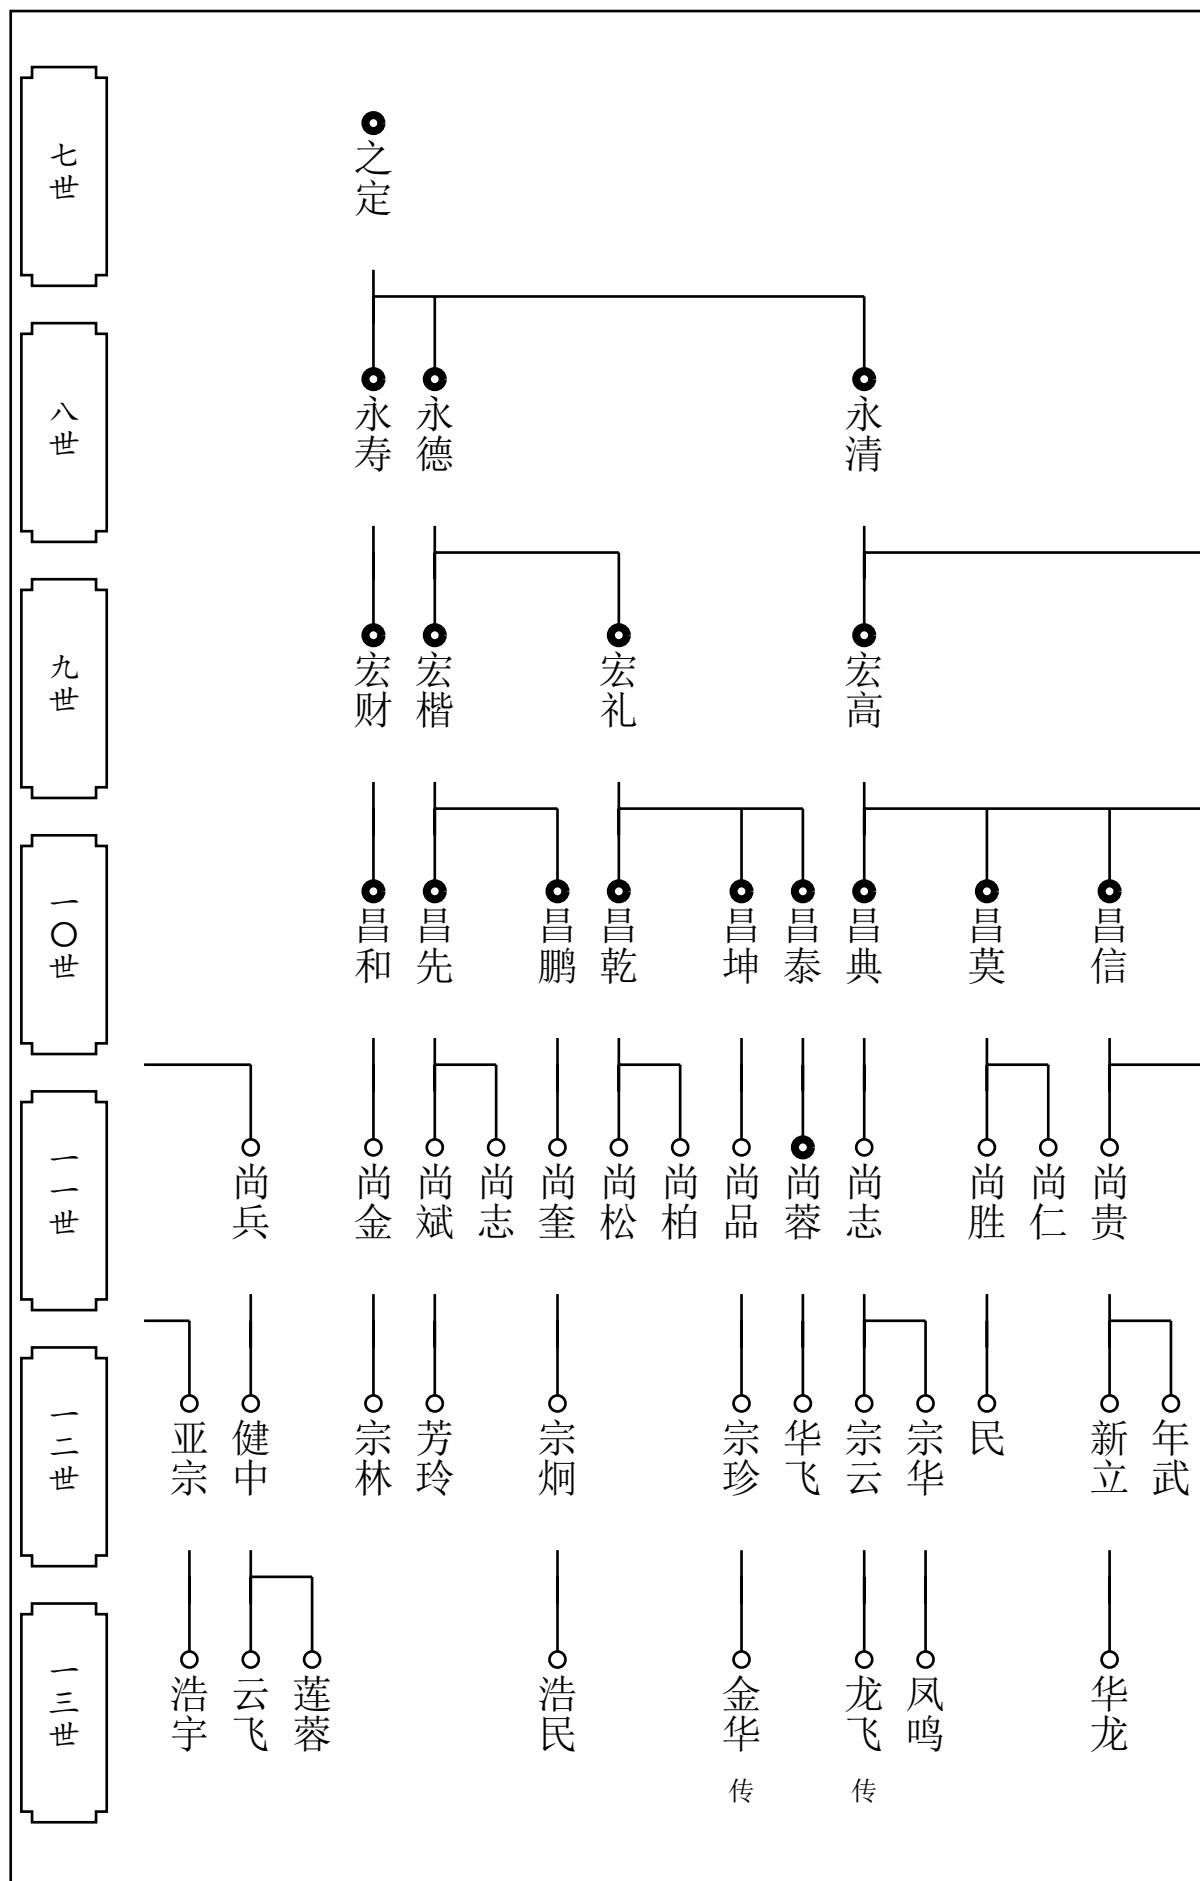 七世
之定
八世
永寿
永德
永清
九世
宏财
宏楷
宏礼
宏高
一〇世
昌和
昌先
昌鹏
昌乾
昌坤
昌泰
昌典
昌莫
昌信
一一世
尚兵
尚金
尚斌
尚志
尚奎
尚松
尚柏
尚品
尚蓉
尚志
尚胜
尚仁
尚贵
一二世
亚宗
健中
宗林
芳玲
宗炯
宗珍
华飞
宗云
宗华
民
新立
年武
一三世
浩宇
云飞
莲蓉
浩民
金华
传
龙飞
传
凤鸣
华龙